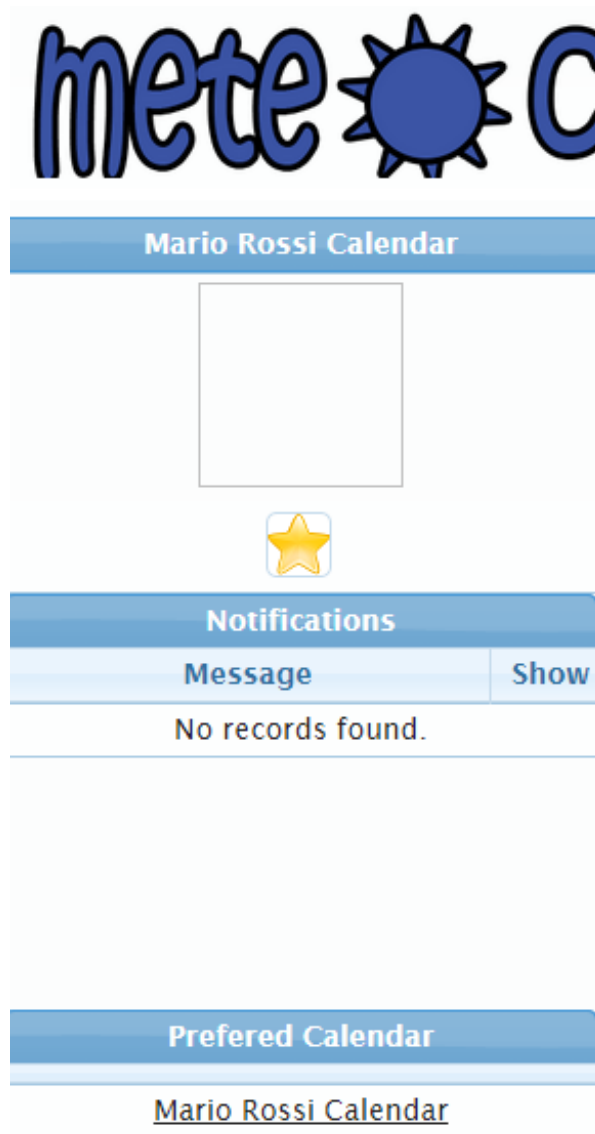 mete C
Mario Rossi Calendar
Notifications
Message Show
No records found.
Prefered Calendar
Mario Rossi Calendar